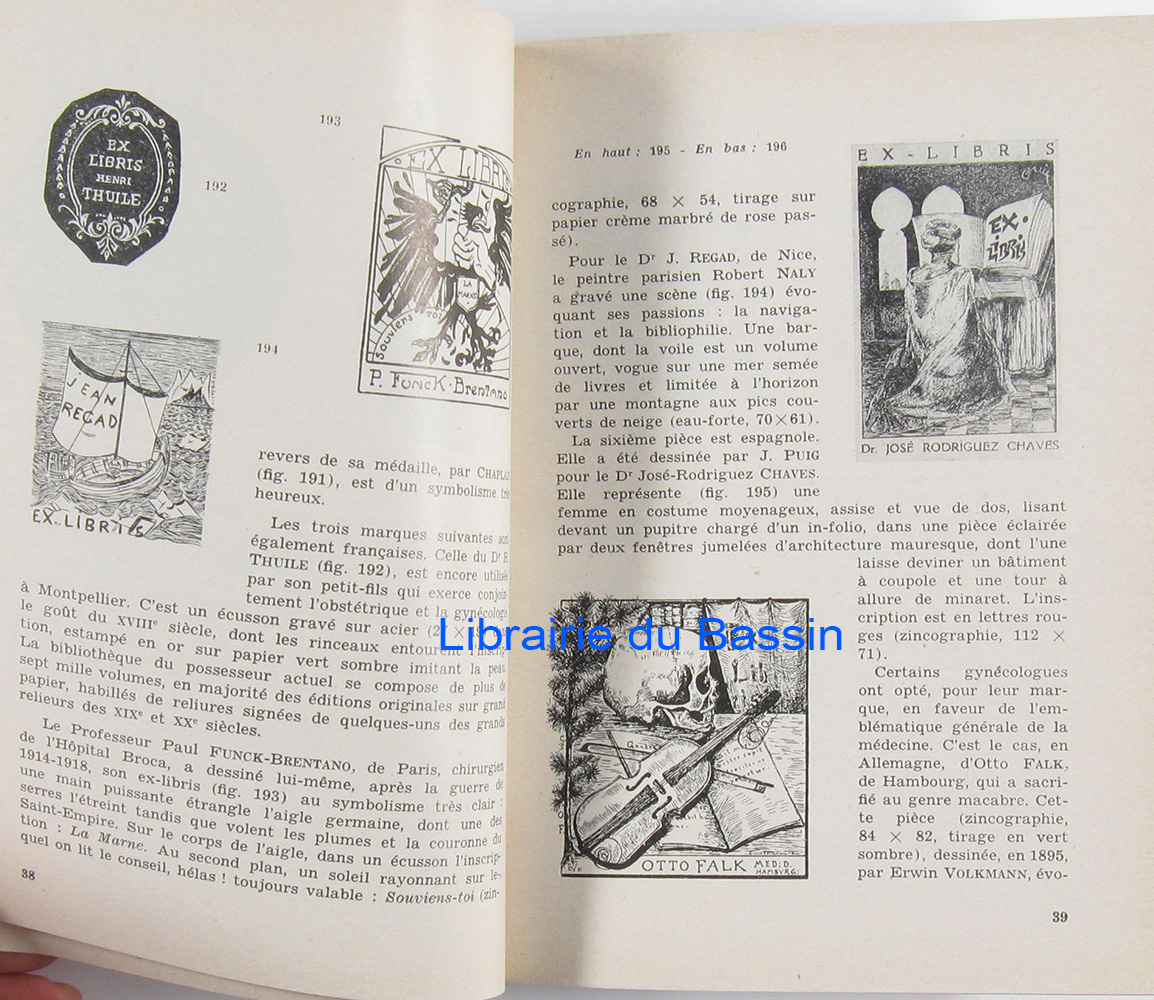 193
EX
LIBRIS
HENRI
THUILE
192
EX LIBRIS
LA
MARNE
Souviens
TOI
P. FUNCK-BRENTANO
194
JEAN
REGAD
EX-LIBRIS
revers de sa médaille, par CHAPLAIN
(fig. 191), est d'un symbolisme très
heureux.
Les trois marques suivantes sont
également françaises. Celle du Dr
THUILE (fig. 192), est encore utilisée
par son petit-fils qui exerce conjoin-
tement l'obstétrique et la gynécologie
à Montpellier. C'est un écusson gravé sur acier
le goût du XVIIIe siècle, dont les rinceaux entourent l'inscrip-
tion, estampé en or sur papier vert sombre imitant la peau
La bibliothèque du possesseur actuel se compose de plus de
sept mille volumes, en majorité des éditions originales sur grand
papier, habillés de reliures signées de quelques-uns des grands
relieurs des XIXe et XXe siècles.
Le Professeur Paul FUNCK-BRENTANO, de Paris, chirurgien
de l'Hôpital Broca, a dessiné lui-même, après la guerre de
1914-1918, son ex-libris (fig. 193) au symbolisme très clair :
une main puissante étrangle l'aigle germaine, dont une des
serres l'étreint tandis que volent les plumes et la couronne du
Saint-Empire. Sur le corps de l'aigle, dans un écusson l'inscrip-
tion : La Marne. Au second plan, un soleil rayonnant sur le-
quel on lit le conseil, hélas ! toujours valable : Souviens-toi (zin-
38
En haut : 195 - En bas : 196
EX-LIBRIS
EX-
LIBRIS
Dr. JOSÉ RODRÍGUEZ CHAVES
cographie, 68 × 54, tirage sur
papier crème marbré de rose pas-
sé).
Pour le Dr J. REGAD, de Nice,
le peintre parisien Robert NALY
a gravé une scène (fig. 194) évo-
quant ses passions : la naviga-
tion et la bibliophilie. Une bar-
que, dont la voile est un volume
ouvert, vogue sur une mer semée
de livres et limitée à l'horizon
par une montagne aux pics cou-
verts de neige (eau-forte, 70×61).
La sixième pièce est espagnole.
Elle a été dessinée par J. PUIG
pour le Dr José-Rodriguez CHAVES.
Elle représente (fig. 195) une
femme en costume moyenageux, assise et vue de dos, lisant
devant un pupitre chargé d'un in-folio, dans une pièce éclairée
par deux fenêtres jumelées d'architecture mauresque, dont l'une
laisse deviner un bâtiment
à coupole et une tour à
allure de minaret. L'ins-
cription est en lettres rou-
ges (zincographie, 112 ×
71).
Certains gynécologues
ont opté, pour leur mar-
que, en faveur de l'em-
blématique générale de la
médecine. C'est le cas, en
Allemagne, d'Otto FALK,
de Hambourg, qui a sacri-
fié au genre macabre. Cet-
te pièce (zincographie,
84 × 82, tirage en vert
sombre), dessinée, en 1895,
par Erwin VOLKMANN, évo-
OTTO FALK MED: D.
HAMBVRG:
39
Librairie du Bassin